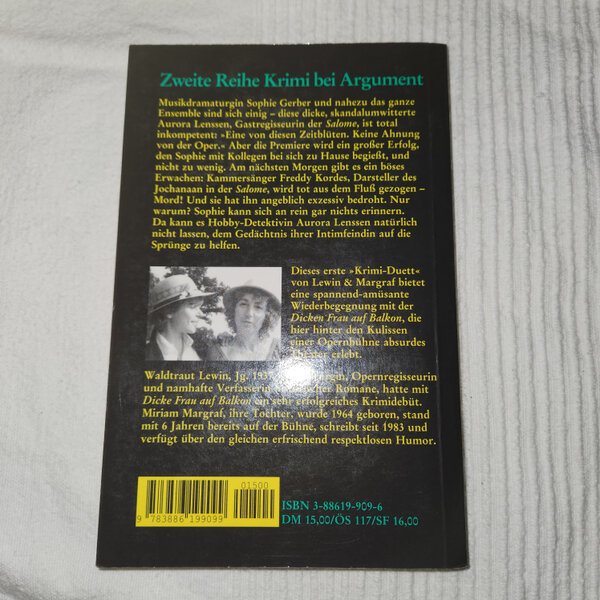 Zweite Reihe Krimi bei Argument
Musikdramaturgin Sophie Gerber und nahezu das ganze
Ensemble sind sich einig – diese dicke, skandalumwitterte
Aurora Lenssen, Gastregisseurin der Salome, ist total
inkompetent: »Eine von diesen Zeitblüten. Keine Ahnung
von der Oper.« Aber die Premiere wird ein großer Erfolg,
den Sophie mit Kollegen bei sich zu Hause begießt, und
nicht zu wenig. Am nächsten Morgen gibt es ein böses
Erwachen: Kammersänger Freddy Kordes, Darsteller des
Jochanaan in der Salome, wird tot aus dem Fluß gezogen –
Mord! Und sie hat ihn angeblich exzessiv bedroht. Nur
warum? Sophie kann sich an rein gar nichts erinnern.
Da kann es Hobby-Detektivin Aurora Lenssen natürlich
nicht lassen, dem Gedächtnis ihrer Intimfeindin auf die
Sprünge zu helfen.
Dieses erste »Krimi-Duett«
von Lewin & Margraf bietet
eine spannend-amüsante
Wiederbegegnung mit der
Dicken Frau auf Balkon, die
hier hinter den Kulissen
einer Opernbühne absurdes
Theater erlebt.
Waldtraut Lewin, Jg. Opernregisseurin
und namhafte Verfasserin Romane, hatte mit
Dicke Frau auf Balkon ein sehr erfolgreiches Krimidebüt.
Miriam Margraf, ihre Tochter, wurde 1964 geboren, stand
mit 6 Jahren bereits auf der Bühne, schreibt seit 1983 und
verfügt über den gleichen erfrischend respektlosen Humor.
01500
9 783886 199099
ISBN 3-88619-909-6
DM 15,00/ÖS 117/SF 16,00